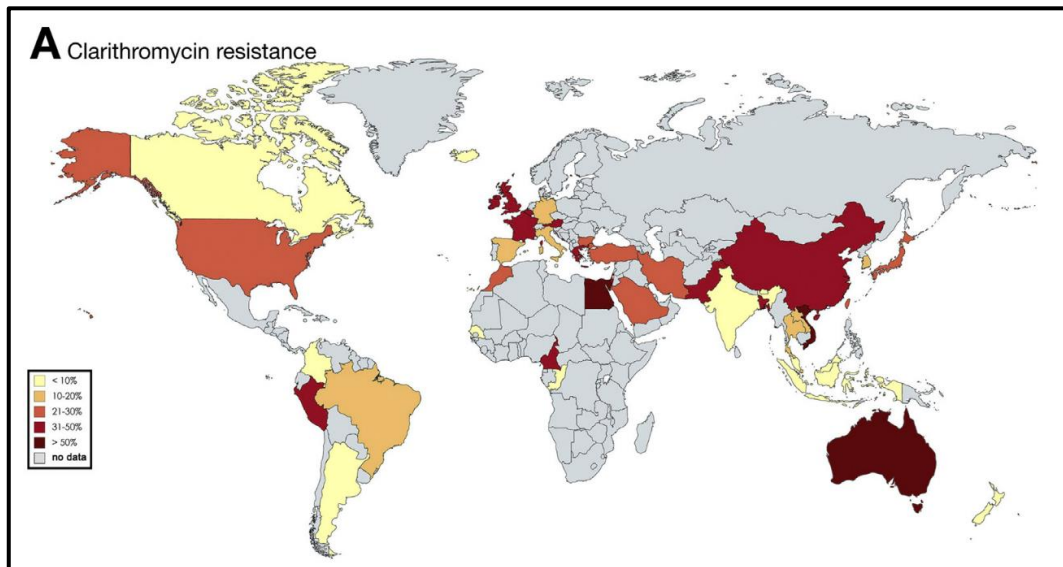 A Clarithromycin resistance
< 10%
10-20%
21-30%
31-50%
> 50%
no data